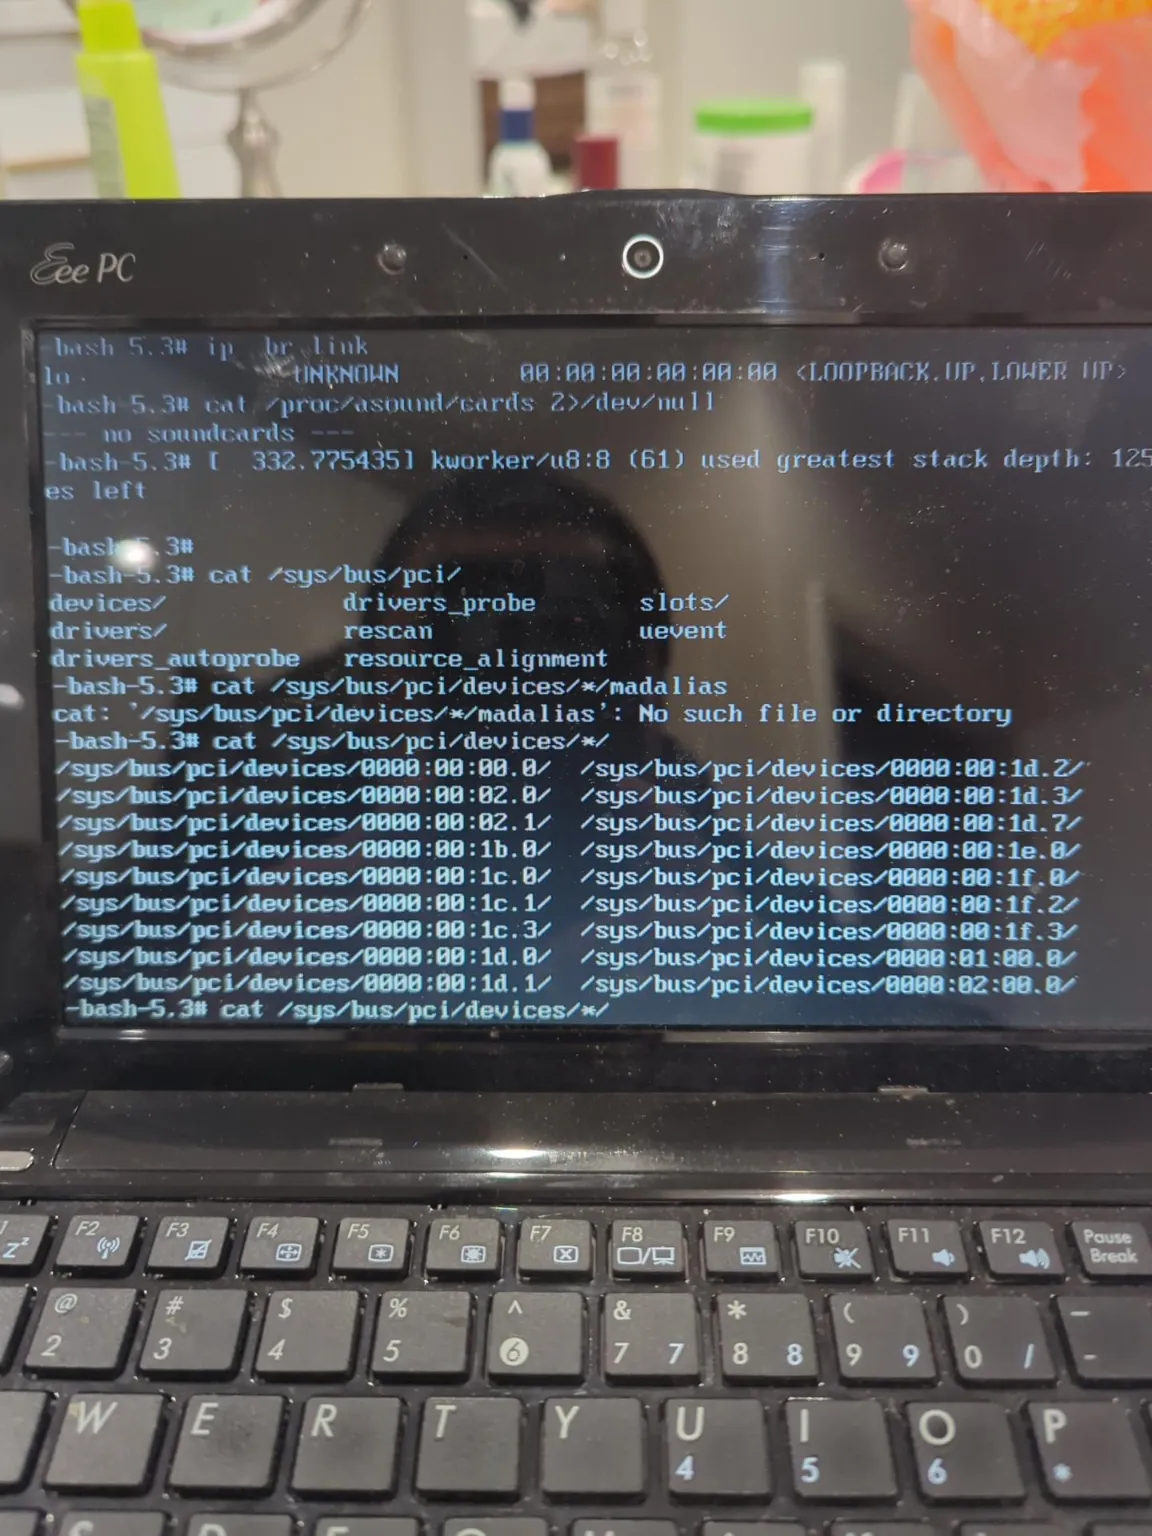 Eee PC
-bash 5.3# ip br link
lo UNKNOWN 00:00:00:00:00:00 <LOOPBACK,UP,LOWER_UP>
-bash-5.3# cat /proc/asound/cards 2>/dev/null
--- no soundcards ---
-bash-5.3# [ 332.775435] kworker/u8:8 (61) used greatest stack depth: 125
es left
-bash-5.3#
-bash-5.3# cat /sys/bus/pci/
devices/ drivers_probe slots/
drivers/ rescan uevent
drivers_autoprobe resource_alignment
-bash-5.3# cat /sys/bus/pci/devices/*/madalias
cat: '/sys/bus/pci/devices/*/madalias': No such file or directory
-bash-5.3# cat /sys/bus/pci/devices/*/
/sys/bus/pci/devices/0000:00:00.0/ /sys/bus/pci/devices/0000:00:1d.2/
/sys/bus/pci/devices/0000:00:02.0/ /sys/bus/pci/devices/0000:00:1d.3/
/sys/bus/pci/devices/0000:00:02.1/ /sys/bus/pci/devices/0000:00:1d.7/
/sys/bus/pci/devices/0000:00:1b.0/ /sys/bus/pci/devices/0000:00:1e.0/
/sys/bus/pci/devices/0000:00:1c.0/ /sys/bus/pci/devices/0000:00:1f.0/
/sys/bus/pci/devices/0000:00:1c.1/ /sys/bus/pci/devices/0000:00:1f.2/
/sys/bus/pci/devices/0000:00:1c.3/ /sys/bus/pci/devices/0000:00:1f.3/
/sys/bus/pci/devices/0000:00:1d.0/ /sys/bus/pci/devices/0000:01:00.0/
/sys/bus/pci/devices/0000:00:1d.1/ /sys/bus/pci/devices/0000:02:00.0/
-bash-5.3# cat /sys/bus/pci/devices/*/
F2 F3 F4 F5 F6 F7 F8 F9 F10 F11 F12 Pause Break
Zz
@ # $ % ^ & * ( ) _
2 3 4 5 6 7 7 8 8 9 9 0 / -
W E R T Y U I O P
4 5 6 *